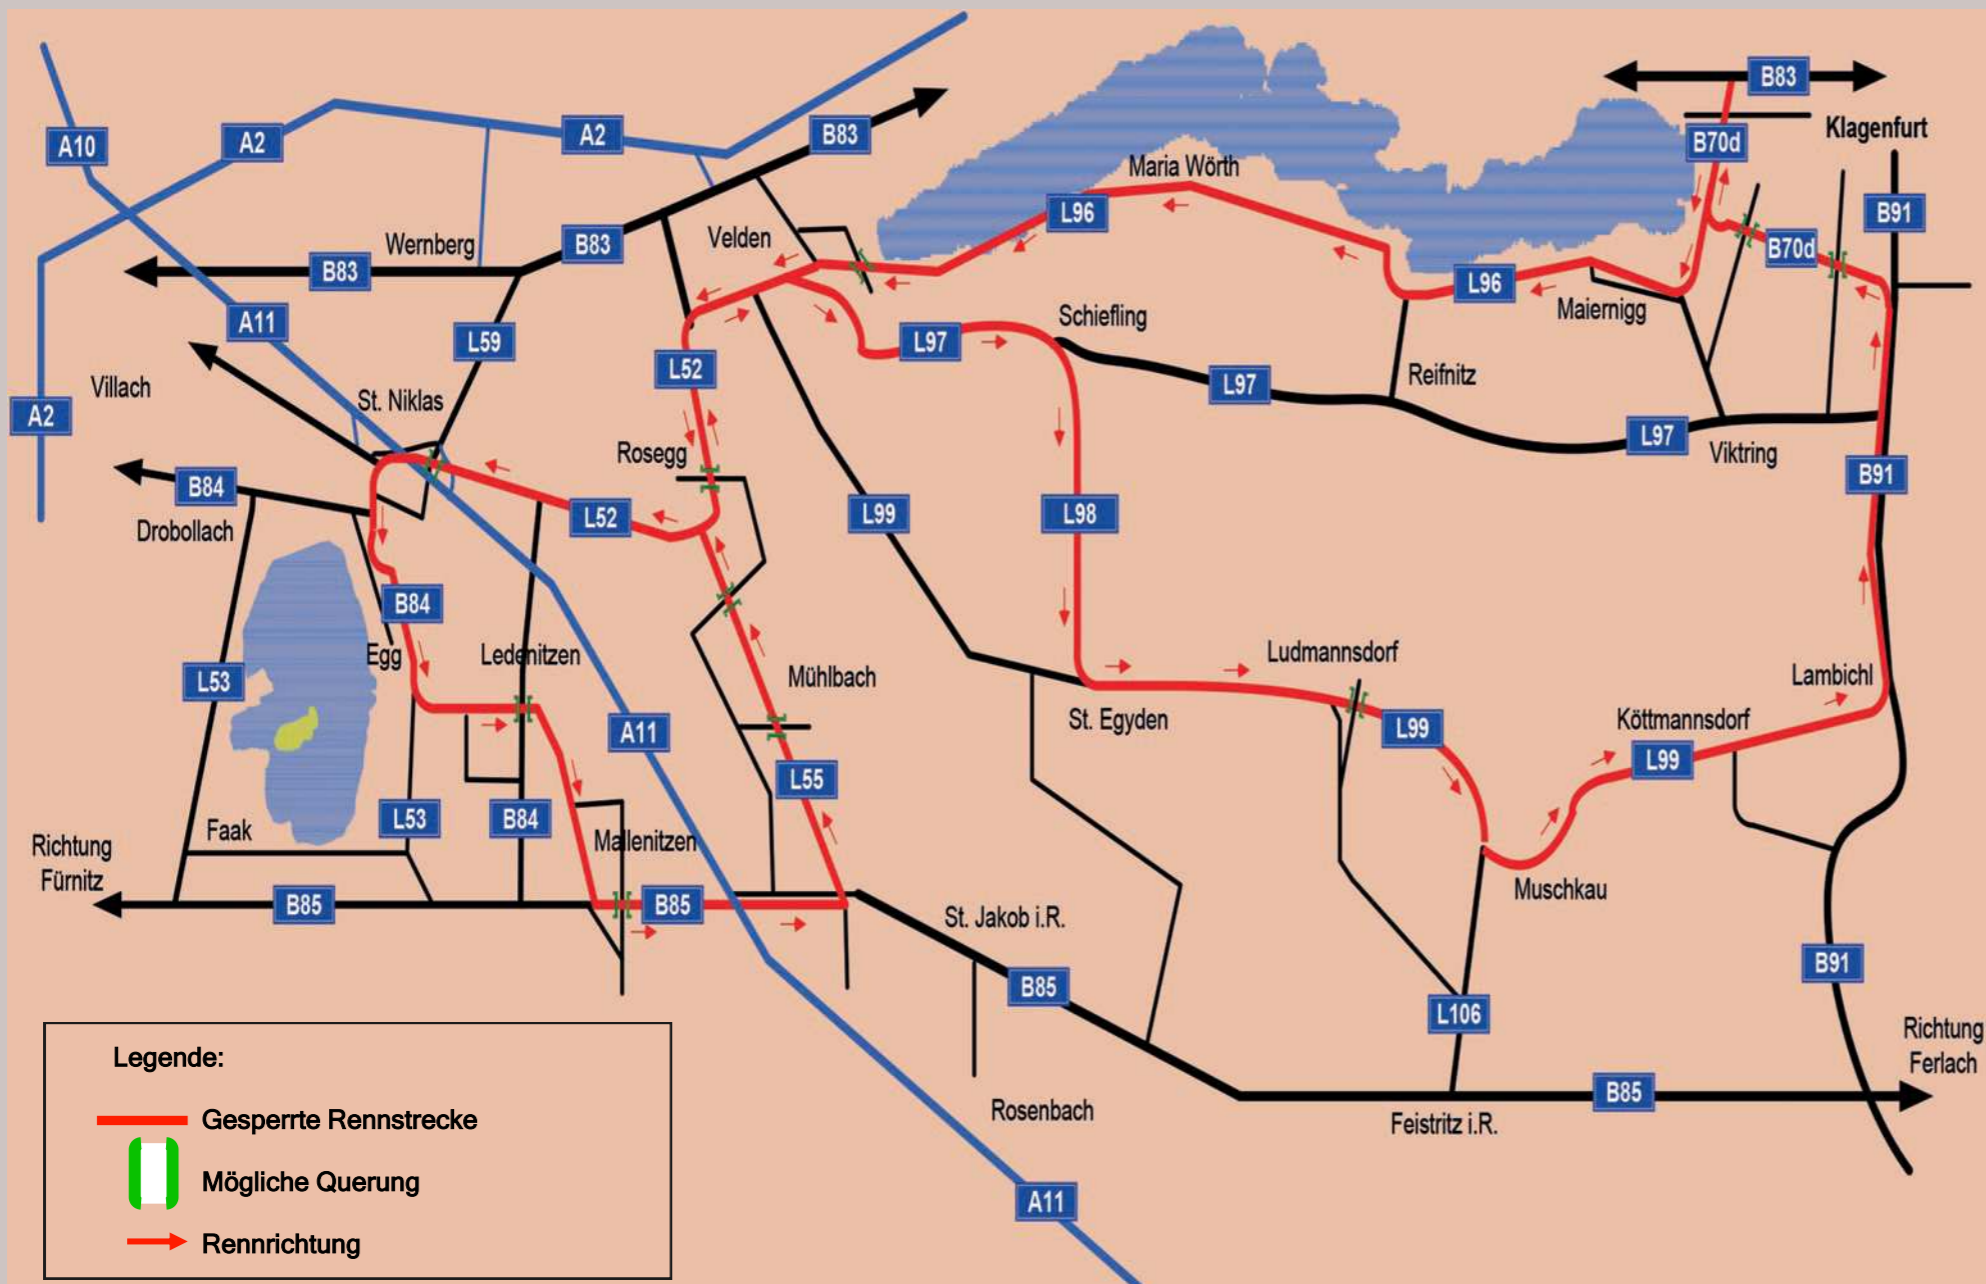 B83
A10
A2
A2
B83
B70d
Klagenfurt
Maria Wörth
L96
B91
Wernberg
B83
Velden
B70d
B83
L96
Maiernigg
A11
L59
Schiefling
L97
L52
L97
Reifnitz
Villach
St. Niklas
A2
L97
Viktring
Rosegg
B91
B84
Drobollach
L52
L99
L98
B84
Egg
Ledenitzen
L53
Mühlbach
Ludmannsdorf
Lambichl
St. Egyden
Köttmannsdorf
A11
L99
L99
L55
L53
B84
Faak
Mallenitzen
Richtung
Fürnitz
B85
B85
St. Jakob i.R.
Muschkau
B91
B85
L106
Richtung
Ferlach
B85
Rosenbach
Feistritz i.R.
A11
Legende:
Gesperrte Rennstrecke
Mögliche Querung
Rennrichtung